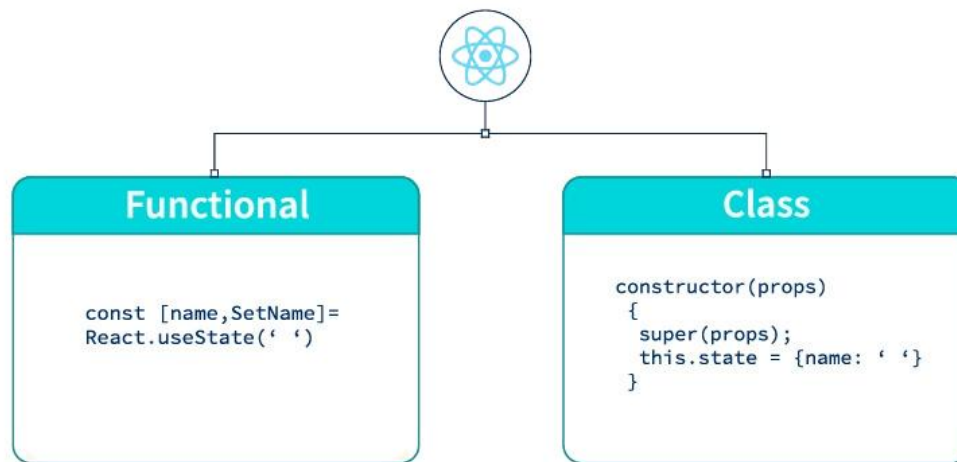 Functional
const [name,SetName]=
React.useState(‘ ‘)
Class
constructor(props)
{
super(props);
this.state = {name: ‘ ‘}
}